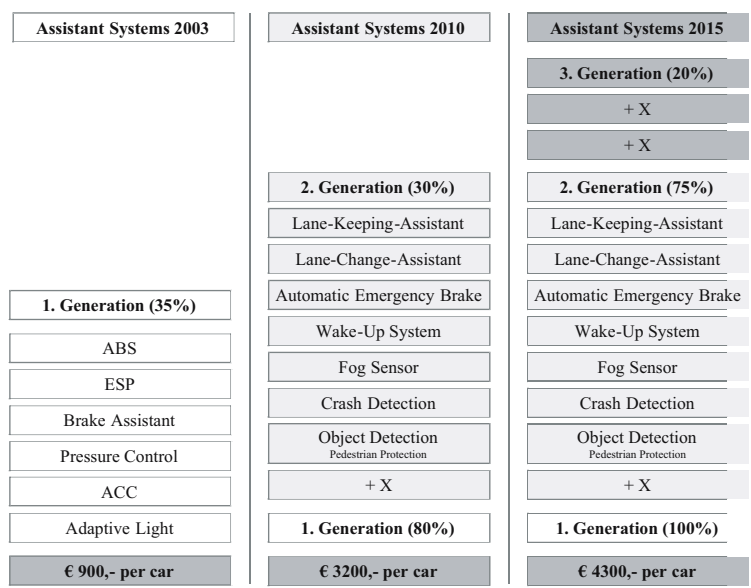 Assistant Systems 2003
1. Generation (35%)
ABS
ESP
Brake Assistant
Pressure Control
ACC
Adaptive Light
€ 900,- per car
Assistant Systems 2010
2. Generation (30%)
Lane-Keeping-Assistant
Lane-Change-Assistant
Automatic Emergency Brake
Wake-Up System
Fog Sensor
Crash Detection
Object Detection
Pedestrian Protection
+ X
1. Generation (80%)
€ 3200,- per car
Assistant Systems 2015
3. Generation (20%)
+ X
+ X
2. Generation (75%)
Lane-Keeping-Assistant
Lane-Change-Assistant
Automatic Emergency Brake
Wake-Up System
Fog Sensor
Crash Detection
Object Detection
Pedestrian Protection
+ X
1. Generation (100%)
€ 4300,- per car